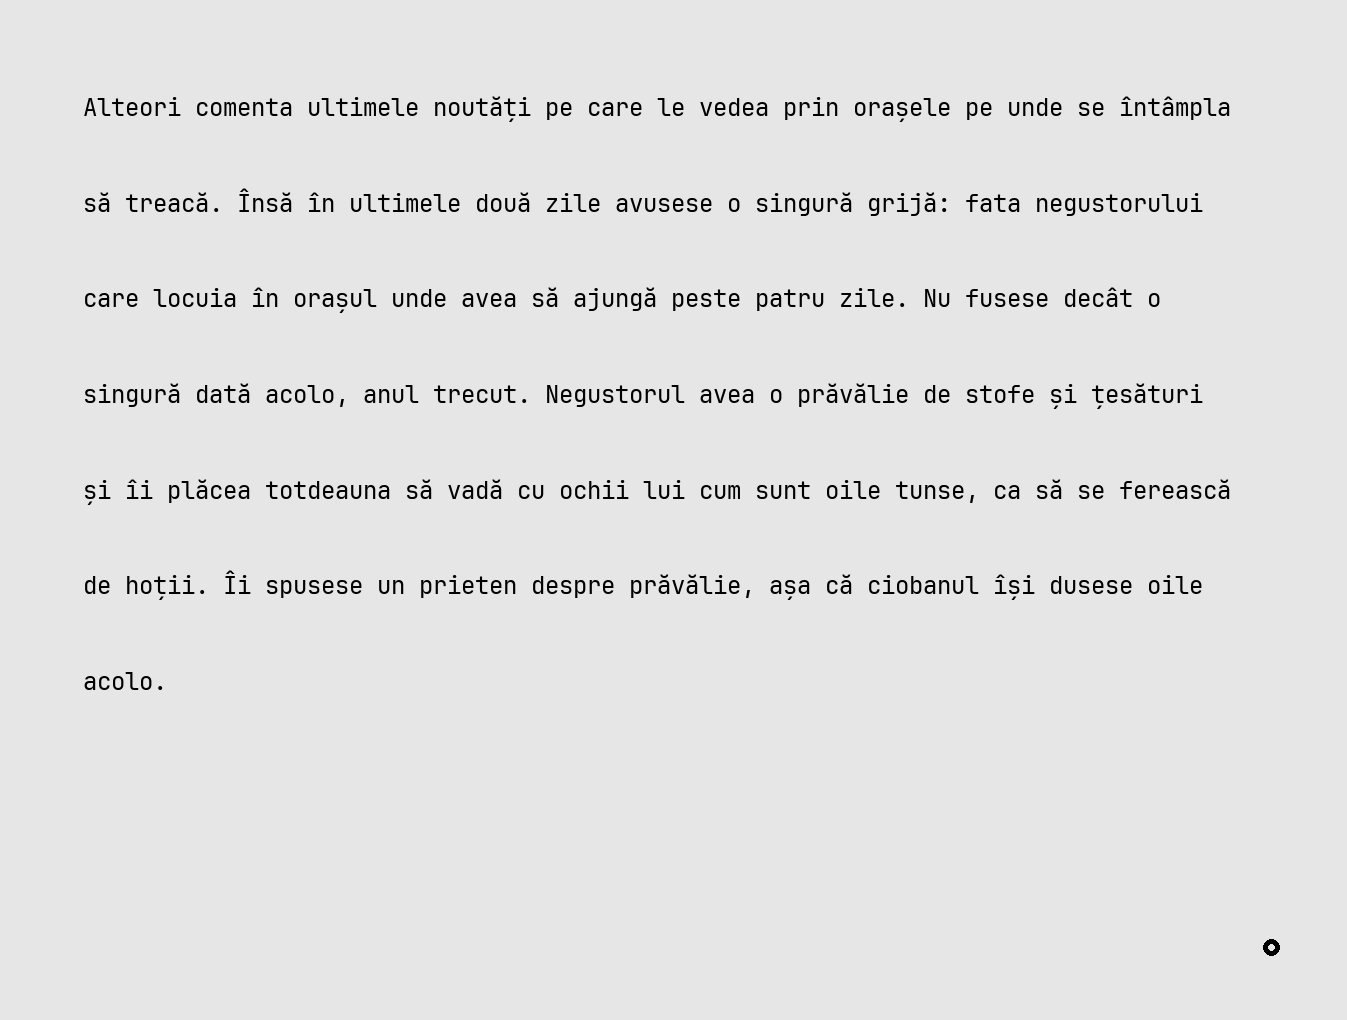 Alteori comenta ultimele noutăți pe care le vedea prin orașele pe unde se întâmpla
să treacă. Însă în ultimele două zile avusese o singură grijă: fata negustorului
care locuia în orașul unde avea să ajungă peste patru zile. Nu fusese decât o
singură dată acolo, anul trecut. Negustorul avea o prăvălie de stofe și țesături
și îi plăcea totdeauna să vadă cu ochii lui cum sunt oile tunse, ca să se ferească
de hoții. Îi spusese un prieten despre prăvălie, așa că ciobanul își dusese oile
acolo.